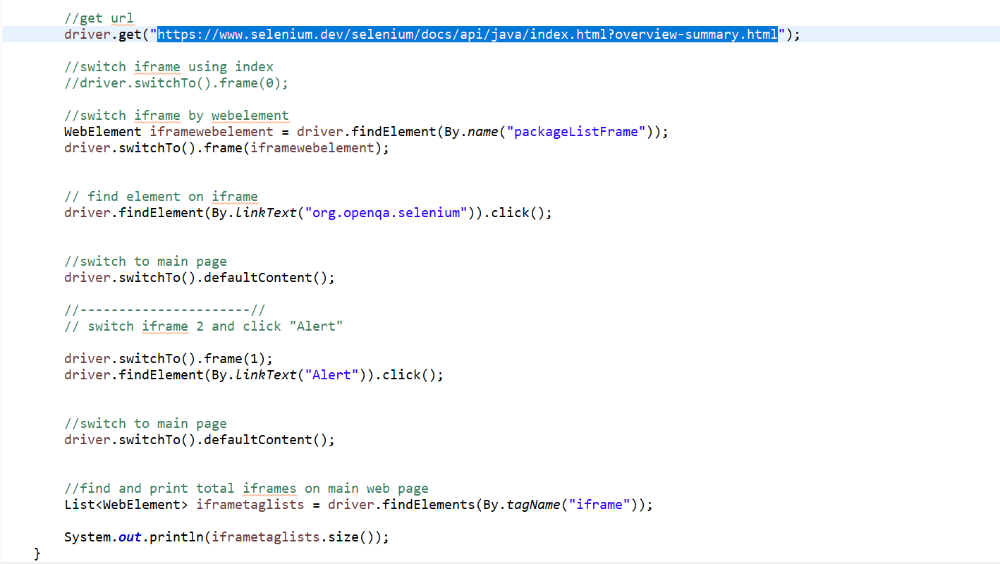 //get url
driver.get("https://www.selenium.dev/selenium/docs/api/java/index.html?overview-summary.html");
//switch iframe using index
//driver.switchTo().frame(0);
//switch iframe by webelement
WebElement iframewebelement = driver.findElement(By.name("packageListFrame"));
driver.switchTo().frame(iframewebelement);
// find element on iframe
driver.findElement(By.linkText("org.openqa.selenium")).click();
//switch to main page
driver.switchTo().defaultContent();
//----------------------//
// switch iframe 2 and click "Alert"
driver.switchTo().frame(1);
driver.findElement(By.linkText("Alert")).click();
//switch to main page
driver.switchTo().defaultContent();
//find and print total iframes on main web page
List<WebElement> iframetaglists = driver.findElements(By.tagName("iframe"));
System.out.println(iframetaglists.size());
}